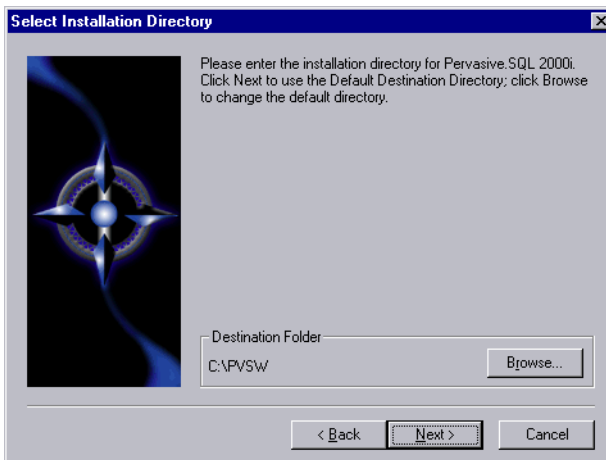 Select Installation Directory
Please enter the installation directory for Pervasive.SQL 2000i.
Click Next to use the Default Destination Directory; click Browse
to change the default directory.
Destination Folder
C:\PVSW
Browse...
< Back
Next >
Cancel